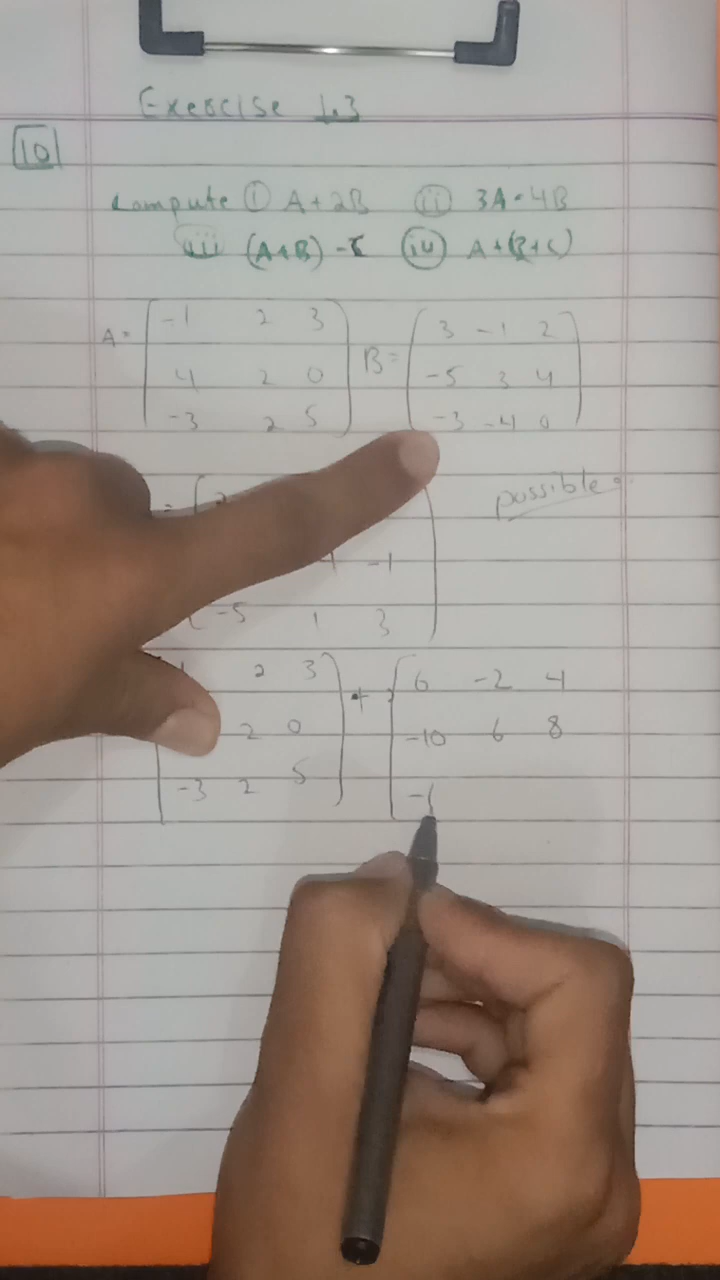 Exercise 1.3
10
Compute (i) A+2B (ii) 3A-4B
(iii) (A+B)-C (iv) A+(B+C)
A= -1 2 3 B= 3 -1 2
4 2 0 -5 3 4
-3 2 5 -3 -4 0
= possible
-1
-5 1 3
2 3 + 6 -2 4
2 0 -10 6 8
-3 2 5 -1